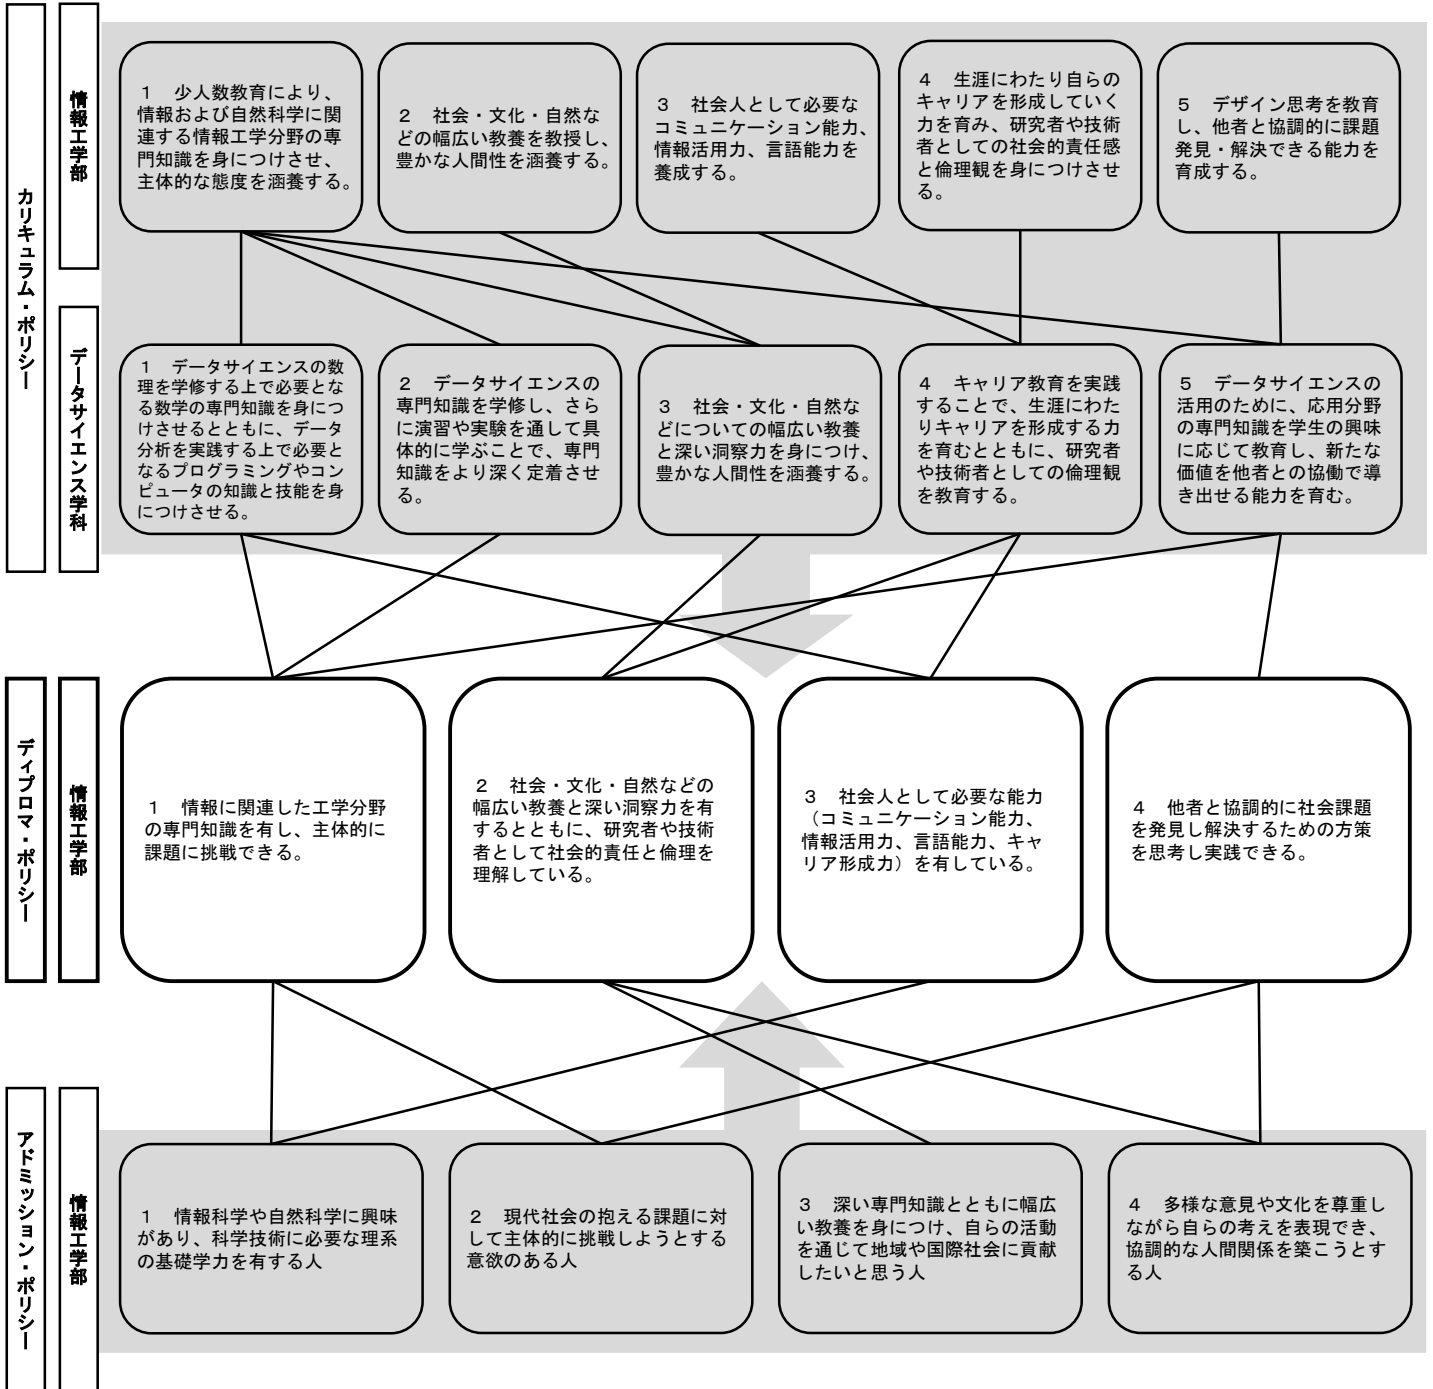 カリキュラム・ポリシー
情報工学部
１　少人数教育により、
情報および自然科学に関
連する情報工学分野の専
門知識を身につけさせ、
主体的な態度を涵養する。
２　社会・文化・自然な
どの幅広い教養を教授し、
豊かな人間性を涵養する。
３　社会人として必要な
コミュニケーション能力、
情報活用力、言語能力を
養成する。
４　生涯にわたり自らの
キャリアを形成していく
力を育み、研究者や技術
者としての社会的責任感
と倫理観を身につけさせ
る。
５　デザイン思考を教育
し、他者と協調的に課題
発見・解決できる能力を
育成する。
データサイエンス学科
１　データサイエンスの数
理を学修する上で必要とな
る数学の専門知識を身につ
けさせるとともに、データ
分析を実践する上で必要と
なるプログラミングやコン
ピュータの知識と技能を身
につけさせる。
２　データサイエンスの
専門知識を学修し、さら
に演習や実験を通して具
体的に学ぶことで、専門
知識をより深く定着させ
る。
３　社会・文化・自然な
どについての幅広い教養
と深い洞察力を身につけ、
豊かな人間性を涵養する。
４　キャリア教育を実践
することで、生涯にわた
りキャリアを形成する力
を育むとともに、研究者
や技術者としての倫理観
を教育する。
５　データサイエンスの
活用のために、応用分野
の専門知識を学生の興味
に応じて教育し、新たな
価値を他者との協働で導
き出せる能力を育む。
ディプロマ・ポリシー
情報工学部
１　情報に関連した工学分野
の専門知識を有し、主体的に
課題に挑戦できる。
２　社会・文化・自然などの
幅広い教養と深い洞察力を有
するとともに、研究者や技術
者として社会的責任と倫理を
理解している。
３　社会人として必要な能力
（コミュニケーション能力、
情報活用力、言語能力、キャ
リア形成力）を有している。
４　他者と協調的に社会課題
を発見し解決するための方策
を思考し実践できる。
アドミッション・ポリシー
情報工学部
１　情報科学や自然科学に興味
があり、科学技術に必要な理系
の基礎学力を有する人
２　現代社会の抱える課題に対
して主体的に挑戦しようとする
意欲のある人
３　深い専門知識とともに幅広
い教養を身につけ、自らの活動
を通じて地域や国際社会に貢献
したいと思う人
４　多様な意見や文化を尊重し
ながら自らの考えを表現でき、
協調的な人間関係を築こうとす
る人